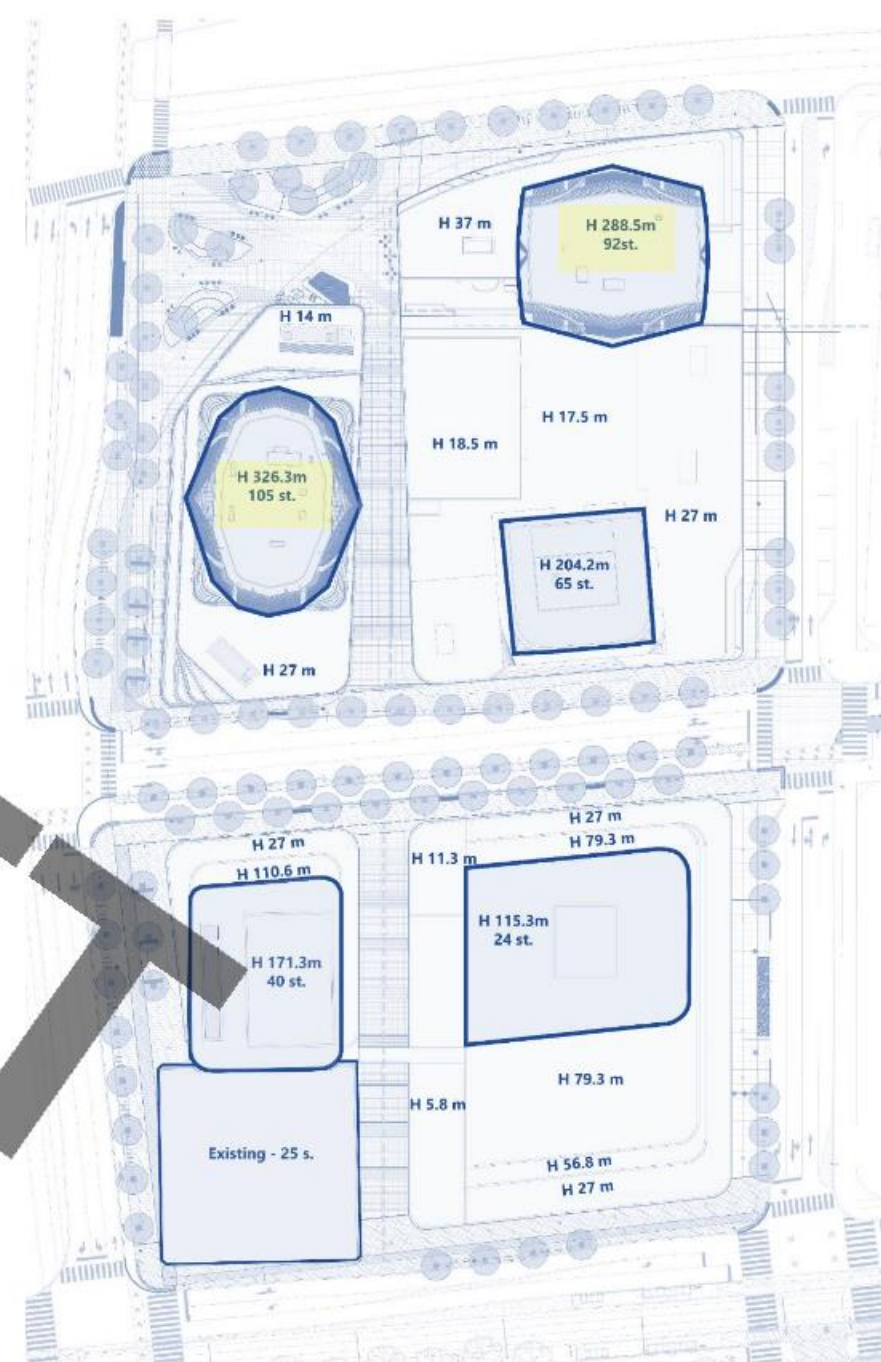 H 37 m
H 288.5m
92st.
H 14 m
H 17.5 m
H 18.5 m
H 326.3m
105 st.
H 27 m
H 204.2m
65 st.
H 27 m
H 27 m
H 79.3 m
H 27 m
H 11.3 m
H 110.6 m
H 115.3m
24 st.
H 171.3m
40 st.
H 79.3 m
H 5.8 m
Existing - 25 s.
H 56.8 m
H 27 m